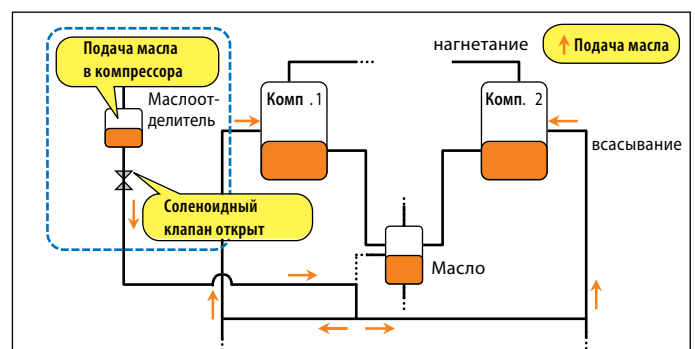 Подача масла
в компрессора
Маслоот-
делитель
Соленоидный
клапан открыт
нагнетание
Подача масла
Комп .1
Комп. 2
всасывание
Масло